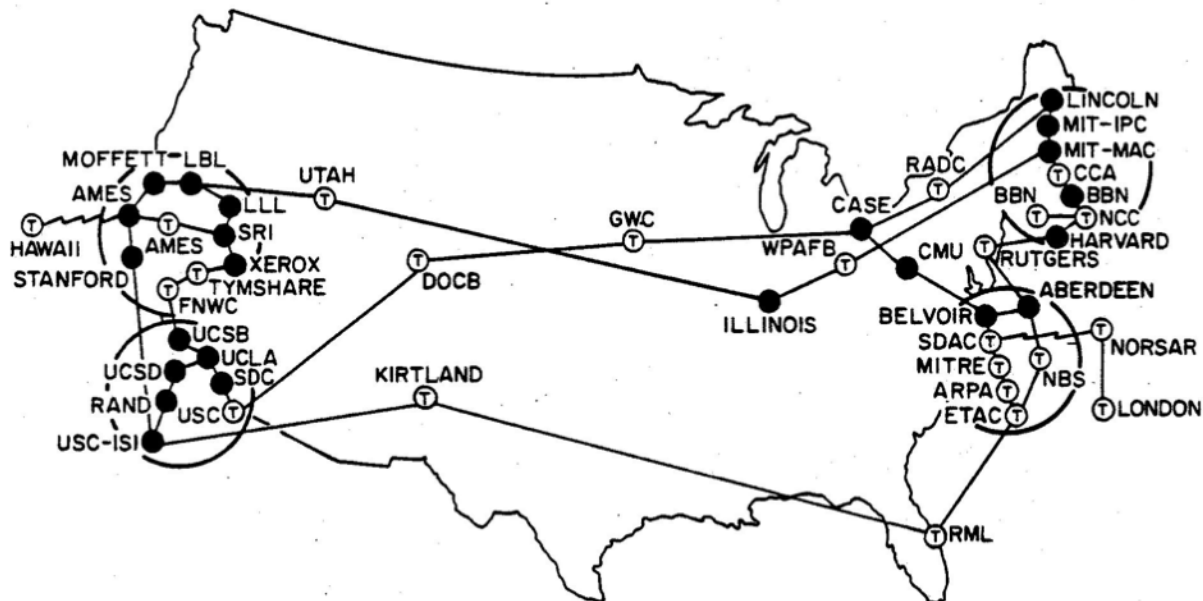 LINCOLN
MIT-IPC
MOFFETT LBL
MIT-MAC
RADC
UTAH
CCA
AMES
CASE
BBN
LLL
BBN
T
T
T
T
NCC
GWC
T
T
HAWAII
AMES
T
SRI
WPAFB
T
HARVARD
CMU
T
RUTGERS
STANFORD
T
XEROX
T
TYMSHARE
DOCB
T
FNWC
ABERDEEN
ILLINOIS
BELVOIR
UCSB
SDAC
T
T
NORSAR
UCLA
UCSD
MITRE
T
T
NBS
SDC
KIRTLAND
T
ARPA
T
RAND
USC
T
ETAC
T
T
LONDON
USC-ISI
T
RML